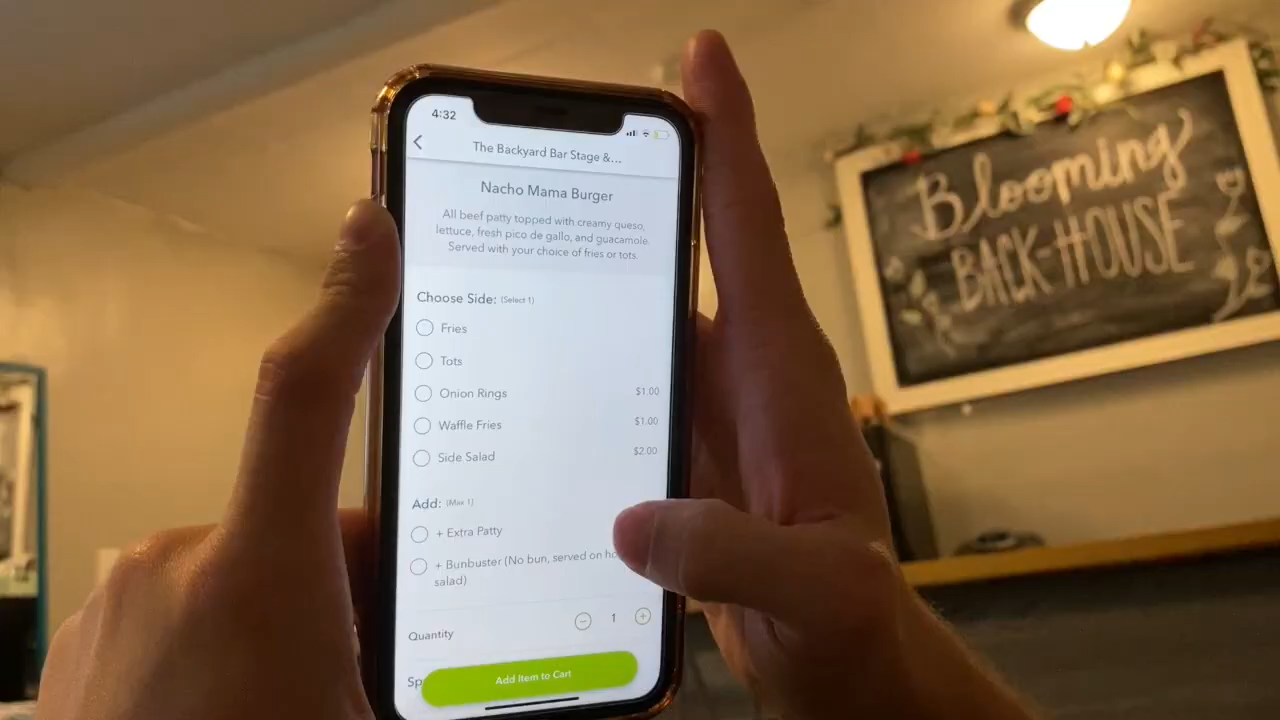 4:32
The Backyard Bar Stage &...
Nacho Mama Burger
All beef patty topped with creamy queso,
lettuce, fresh pico de gallo, and guacamole.
Served with your choice of fries or tots.
Choose Side: (Select 1)
Fries
Tots
Onion Rings $1.00
Waffle Fries $1.00
Side Salad $2.00
Add: (Max 1)
+ Extra Patty
+ Bunbuster (No bun, served on
salad)
Quantity 1
Add Item to Cart
Blooming
BACK-HOUSE